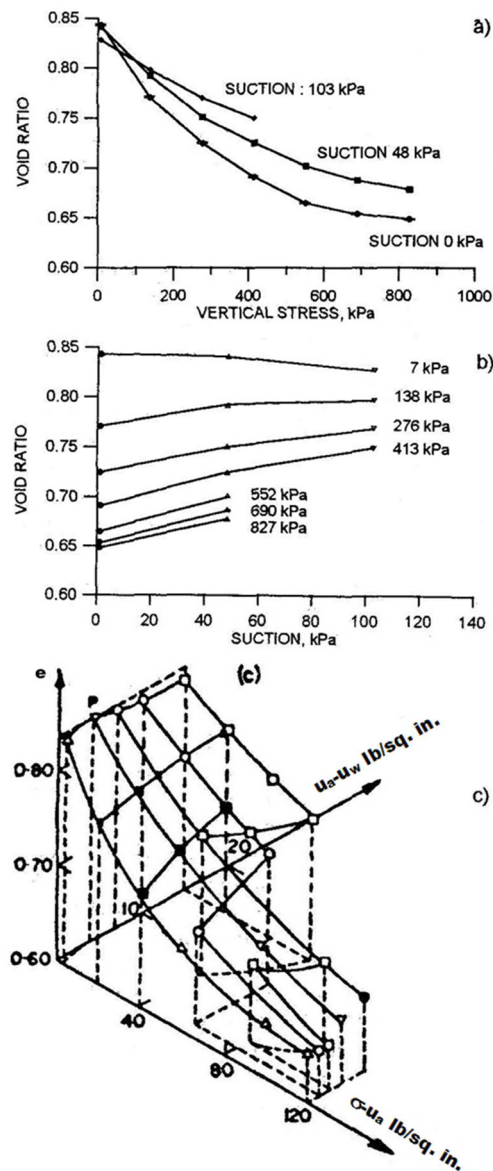 a)
0.85
0.80
0.75
0.70
0.65
0.60
VOID RATIO
SUCTION : 103 kPa
SUCTION 48 kPa
SUCTION 0 kPa
0 200 400 600 800 1000
VERTICAL STRESS, kPa
b)
0.85
0.80
0.75
0.70
0.65
0.60
VOID RATIO
7 kPa
138 kPa
276 kPa
413 kPa
552 kPa
690 kPa
827 kPa
0 20 40 60 80 100 120 140
SUCTION, kPa
(c)
e
P
0·80
0·70
0·60
uₐ-u_w lb/sq. in.
c)
20
10
40
80
120
σ-uₐ lb/sq. in.